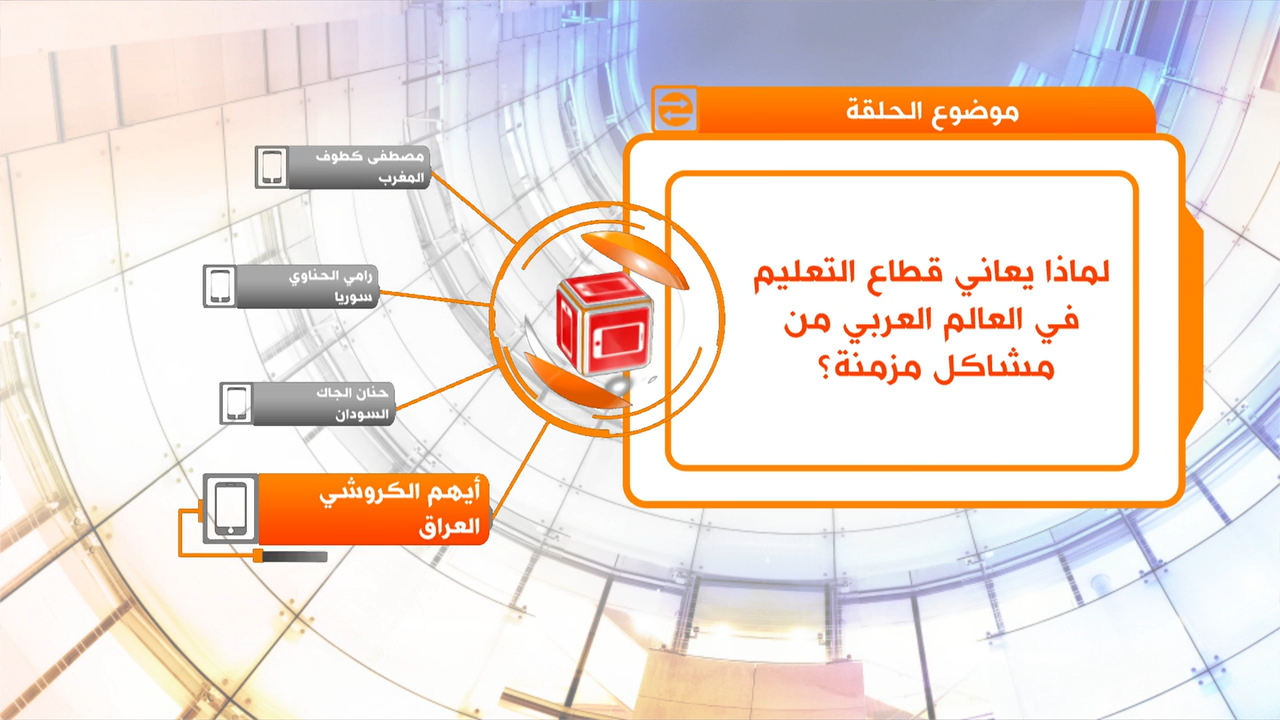 موضوع الحلقة
لماذا يعاني قطاع التعليم
في العالم العربي من
مشاكل مزمنة؟
مصطفى كطوف
المغرب
رامي الحناوي
سوريا
حنان الجاك
السودان
أيهم الكروشي
العراق